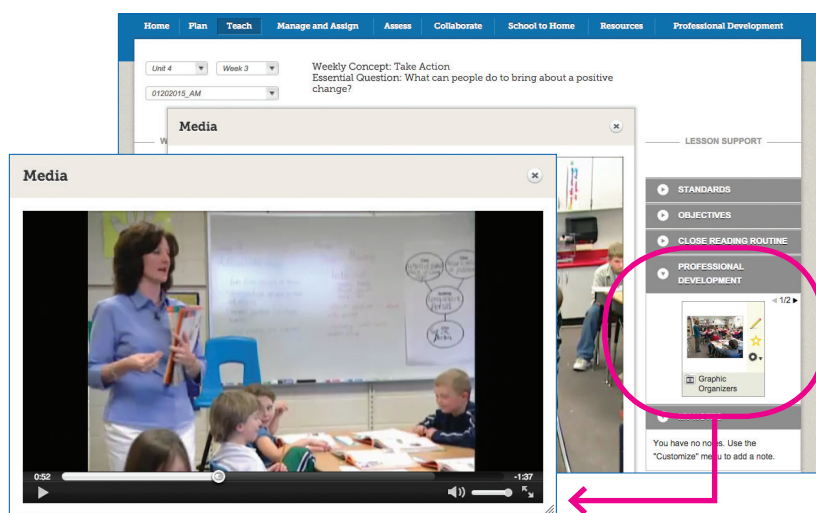 Home Plan Teach Manage and Assign Assess Collaborate School to Home Resources Professional Development
Unit 4 Week 3
01202015_AM
Weekly Concept: Take Action
Essential Question: What can people do to bring about a positive
change?
Media
W
LESSON SUPPORT
Media
STANDARDS
OBJECTIVES
CLOSE READING ROUTINE
PROFESSIONAL
DEVELOPMENT
1/2
Graphic
Organizers
You have no notes. Use the
"Customize" menu to add a note.
0:52 -1:37